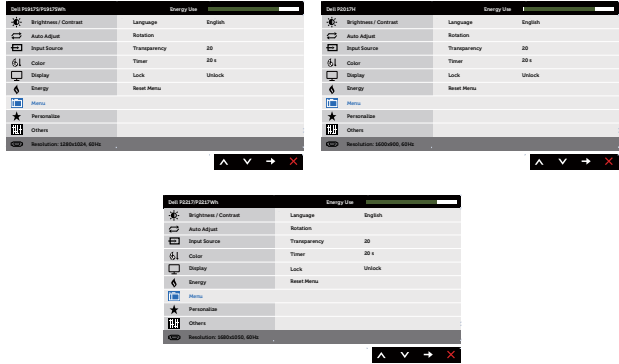 Dell P1917S/P1917SWh Energy Use
Brightness / Contrast Language English
Auto Adjust Rotation
Input Source Transparency 20
Color Timer 20 s
Display Lock Unlock
Energy Reset Menu
Menu
Personalize
Others
Resolution: 1280x1024, 60Hz
Dell P2017H Energy Use
Brightness / Contrast Language English
Auto Adjust Rotation
Input Source Transparency 20
Color Timer 20 s
Display Lock Unlock
Energy Reset Menu
Menu
Personalize
Others
Resolution: 1600x900, 60Hz
Dell P2217/P2217Wh Energy Use
Brightness / Contrast Language English
Auto Adjust Rotation
Input Source Transparency 20
Color Timer 20 s
Display Lock Unlock
Energy Reset Menu
Menu
Personalize
Others
Resolution: 1680x1050, 60Hz